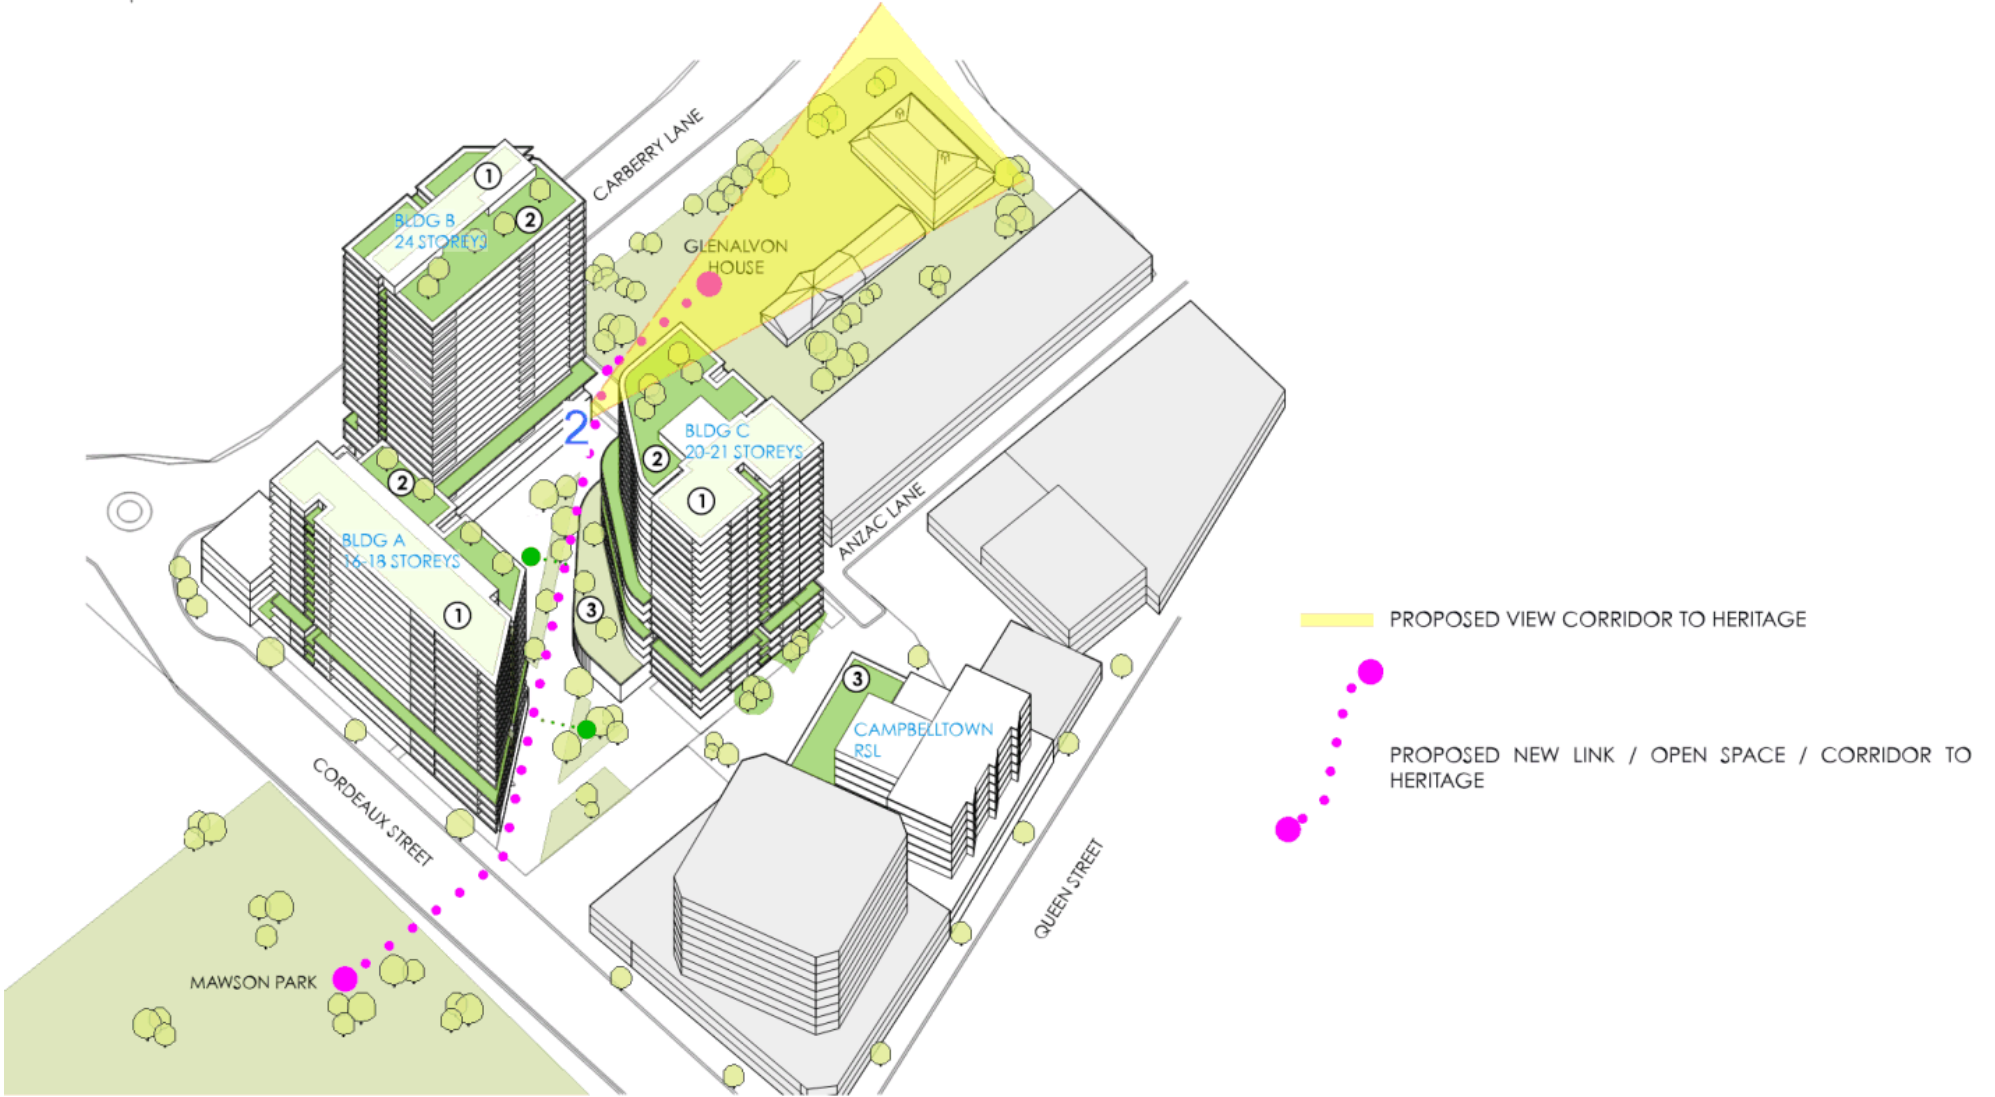 CARBERRY LANE
1
2
BLDG B
24 STOREYS
GLENALVON
HOUSE
2
BLDG C
20-21 STOREYS
2
1
2
BLDG A
16-18 STOREYS
1
3
ANZAC LANE
3
CAMPBELLTOWN
RSL
CORDEAUX STREET
QUEEN STREET
MAWSON PARK
PROPOSED VIEW CORRIDOR TO HERITAGE
PROPOSED NEW LINK / OPEN SPACE / CORRIDOR TO
HERITAGE